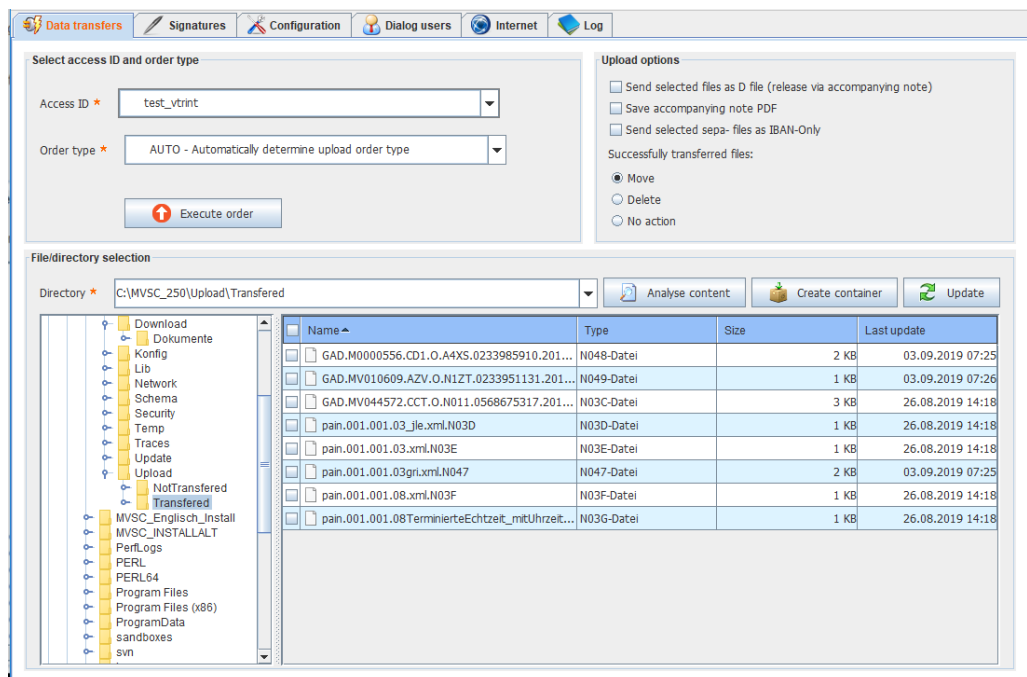 Data transfers Signatures Configuration Dialog users Internet Log
Select access ID and order type
Access ID * test_vtrint
Order type * AUTO - Automatically determine upload order type
Execute order
Upload options
Send selected files as D file (release via accompanying note)
Save accompanying note PDF
Send selected sepa- files as IBAN-Only
Successfully transferred files:
Move
Delete
No action
File/directory selection
Directory * C:\MVSC_250\Upload\Transfered Analyse content Create container Update
Download
Dokumente
Konfig
Lib
Network
Schema
Security
Temp
Traces
Update
Upload
NotTransfered
Transfered
MVSC_Englisch_Install
MVSC_INSTALLALT
PerfLogs
PERL
PERL64
Program Files
Program Files (x86)
ProgramData
sandboxes
svn
Name Type Size Last update
GAD.M0000556.CD1.O.A4XS.0233985910.201... N048-Datei 2 KB 03.09.2019 07:25
GAD.MV010609.AZV.O.N1ZT.0233951131.201... N049-Datei 1 KB 03.09.2019 07:26
GAD.MV044572.CCT.O.N011.0568675317.201... N03C-Datei 3 KB 26.08.2019 14:18
pain.001.001.03_jle.xml.N03D N03D-Datei 1 KB 26.08.2019 14:18
pain.001.001.03.xml.N03E N03E-Datei 1 KB 26.08.2019 14:18
pain.001.001.03gri.xml.N047 N047-Datei 2 KB 03.09.2019 07:25
pain.001.001.08.xml.N03F N03F-Datei 1 KB 26.08.2019 14:18
pain.001.001.08TerminierteEchtzeit_mitUhrzeit... N03G-Datei 1 KB 26.08.2019 14:18